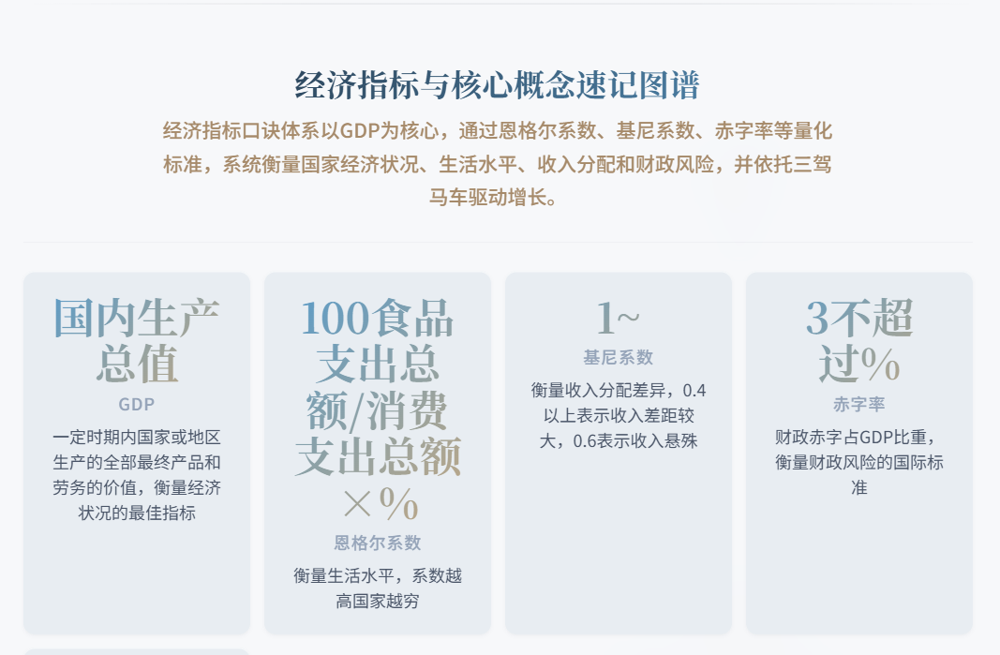 经济指标与核心概念速记图谱
经济指标口诀体系以GDP为核心，通过恩格尔系数、基尼系数、赤字率等量化
标准，系统衡量国家经济状况、生活水平、收入分配和财政风险，并依托三驾
马车驱动增长。
国内生产
总值
GDP
一定时期内国家或地区
生产的全部最终产品和
劳务的价值，衡量经济
状况的最佳指标
100食品
支出总
额/消费
支出总额
×%
恩格尔系数
衡量生活水平，系数越
高国家越穷
1~
基尼系数
衡量收入分配差异，0.4
以上表示收入差距较
大，0.6表示收入悬殊
3不超
过%
赤字率
财政赤字占GDP比重，
衡量财政风险的国际标
准